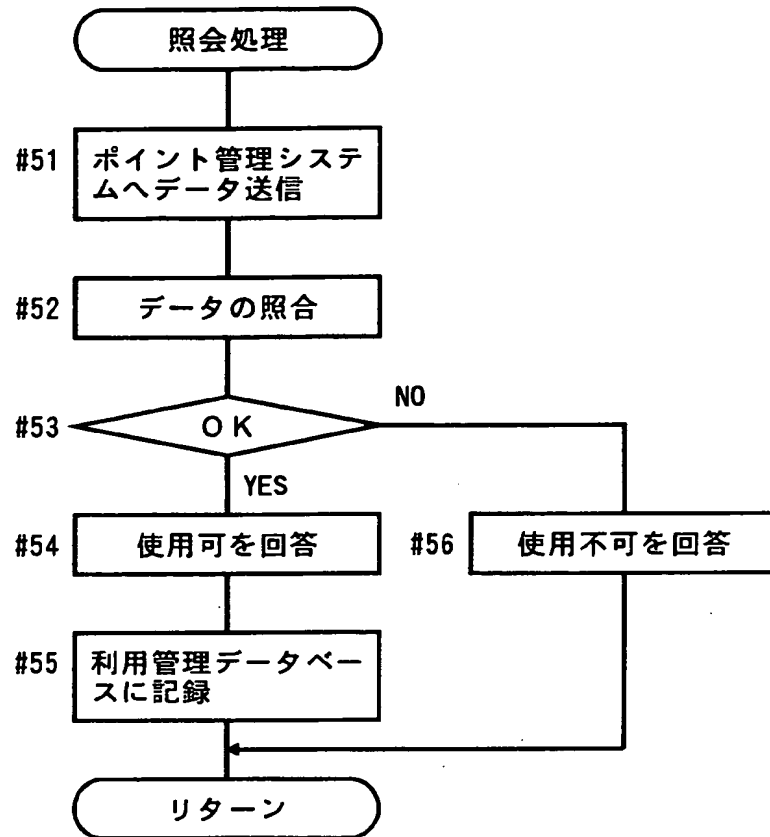 照会処理
#51
ポイント管理システ
ムへデータ送信
#52
データの照合
#53
OK
NO
YES
#54
使用可を回答
#56
使用不可を回答
#55
利用管理データベー
スに記録
リターン